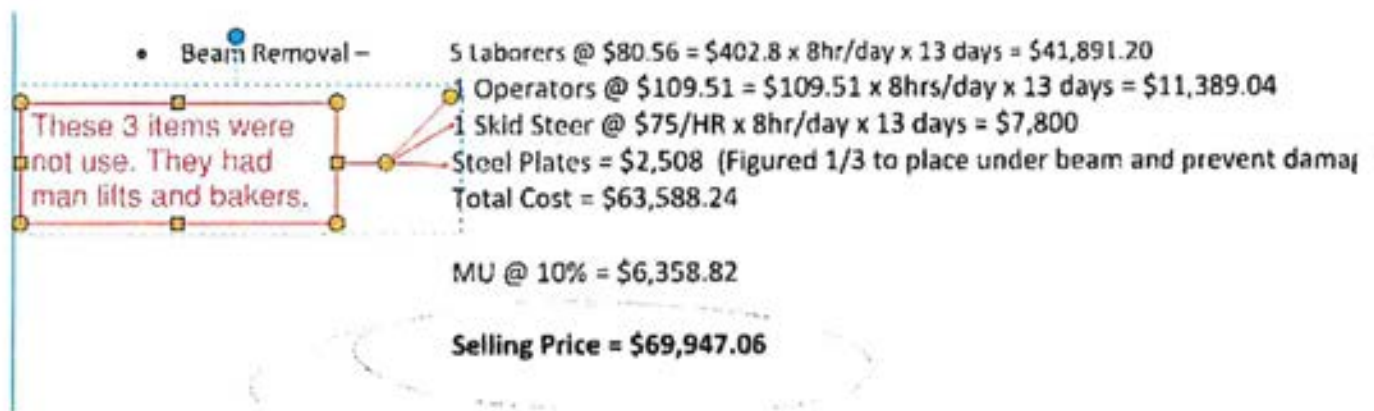 • Beam Removal – 5 Laborers @ $80.56 = $402.8 x 8hr/day x 13 days = $41,891.20
1 Operators @ $109.51 = $109.51 x 8hrs/day x 13 days = $11,389.04
1 Skid Steer @ $75/HR x 8hr/day x 13 days = $7,800
Steel Plates = $2,508 (Figured 1/3 to place under beam and prevent
Total Cost = $63,588.24
These 3 items were
not use. They had
man lifts and bakers.
MU @ 10% = $6,358.82
Selling Price = $69,947.06